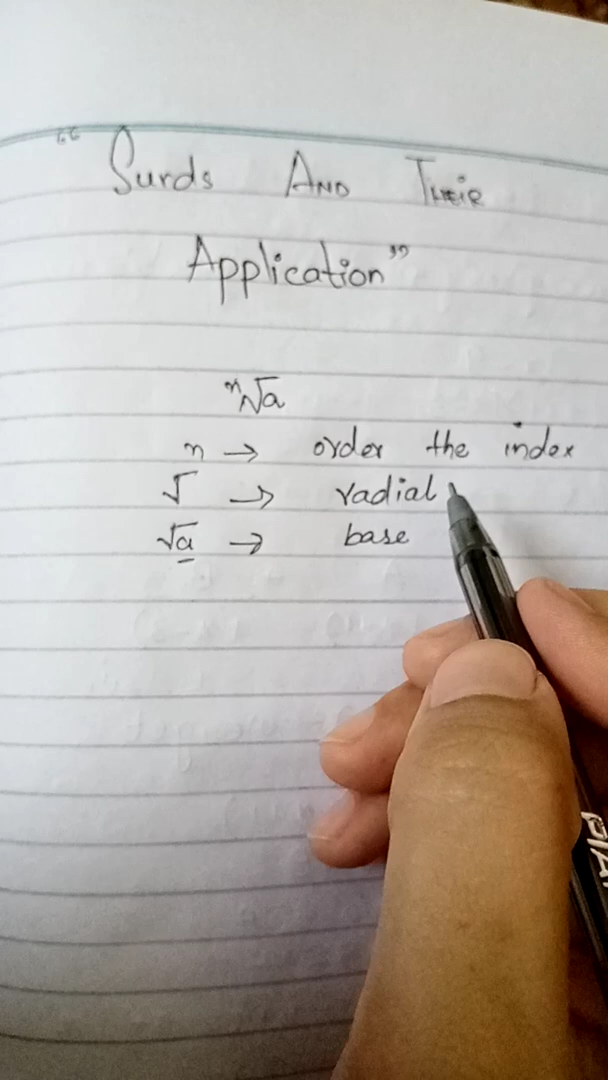 "Surds AND THEIR
Application"
ⁿ√a
n → order the index
√ → radial
√a → base